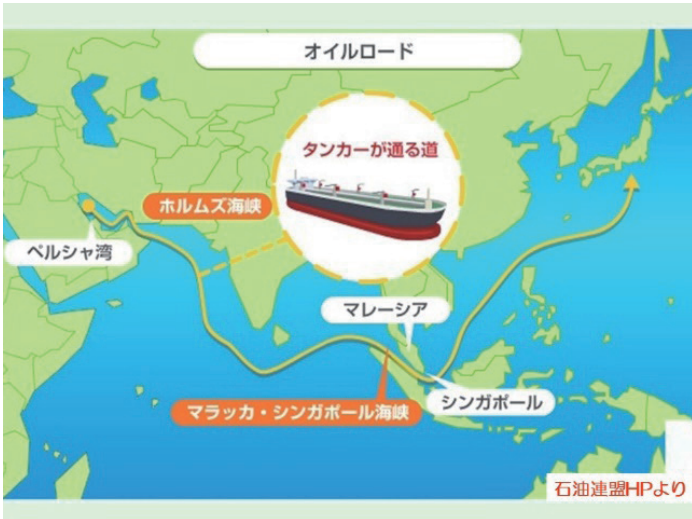 オイルロード
タンカーが通る道
ホルムズ海峡
ペルシャ湾
マレーシア
シンガポール
マラッカ・シンガポール海峡
石油連盟HPより